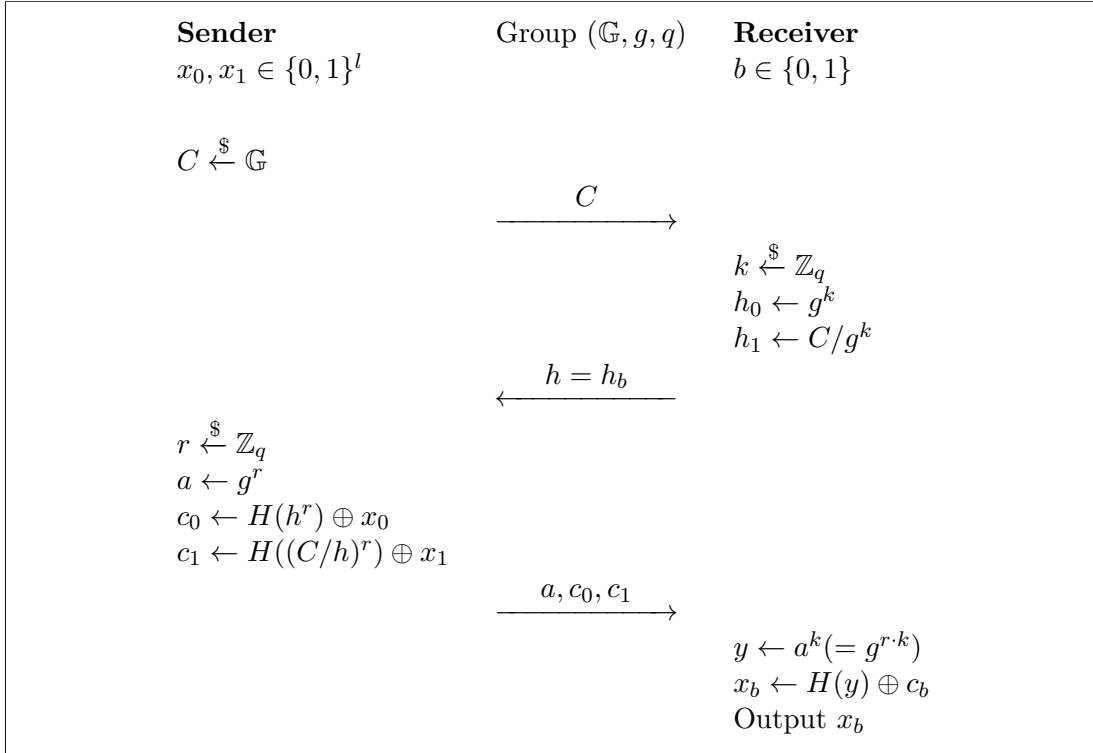 Sender Group (𝔾, g, q) Receiver
x₀, x₁ ∈ {0, 1}ˡ b ∈ {0, 1}
C ←$ 𝔾
C
k ←$ ℤ_q
h₀ ← gᵏ
h₁ ← C/gᵏ
h = h_b
r ←$ ℤ_q
a ← gʳ
c₀ ← H(hʳ) ⊕ x₀
c₁ ← H((C/h)ʳ) ⊕ x₁
a, c₀, c₁
y ← aᵏ(= g^{r·k})
x_b ← H(y) ⊕ c_b
Output x_b